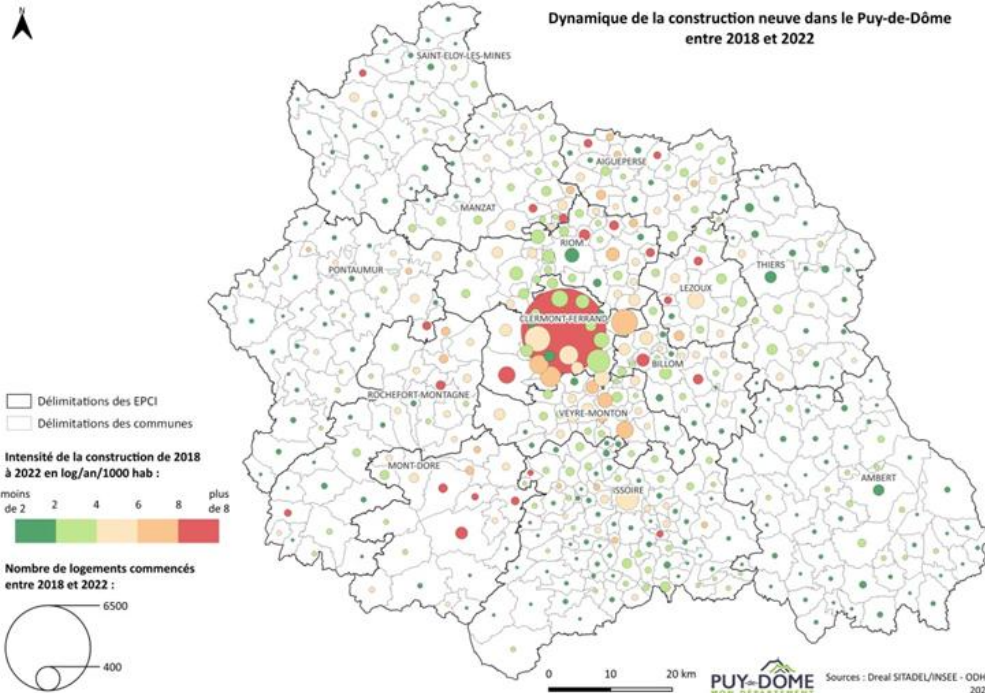 N
Dynamique de la construction neuve dans le Puy-de-Dôme
entre 2018 et 2022
SAINT-ELOY-LES-MINES
AIGUEPERSE
MANZAT
RIOM
PONTAUMUR
THIERS
LEZOUX
CLERMONT-FERRAND
BILLOM
ROCHEFORT-MONTAGNE
VEYRE-MONTON
MONT-DORE
ISSOIRE
AMBERT
Délimitations des EPCI
Délimitations des communes
Intensité de la construction de 2018
à 2022 en log/an/1000 hab :
moins
de 2
2
4
6
8
plus
de 8
Nombre de logements commencés
entre 2018 et 2022 :
6500
400
0
10
20 km
PUY-de-DÔME
MON DÉPARTEMENT
Sources : Dreal SITADEL/INSEE - ODH